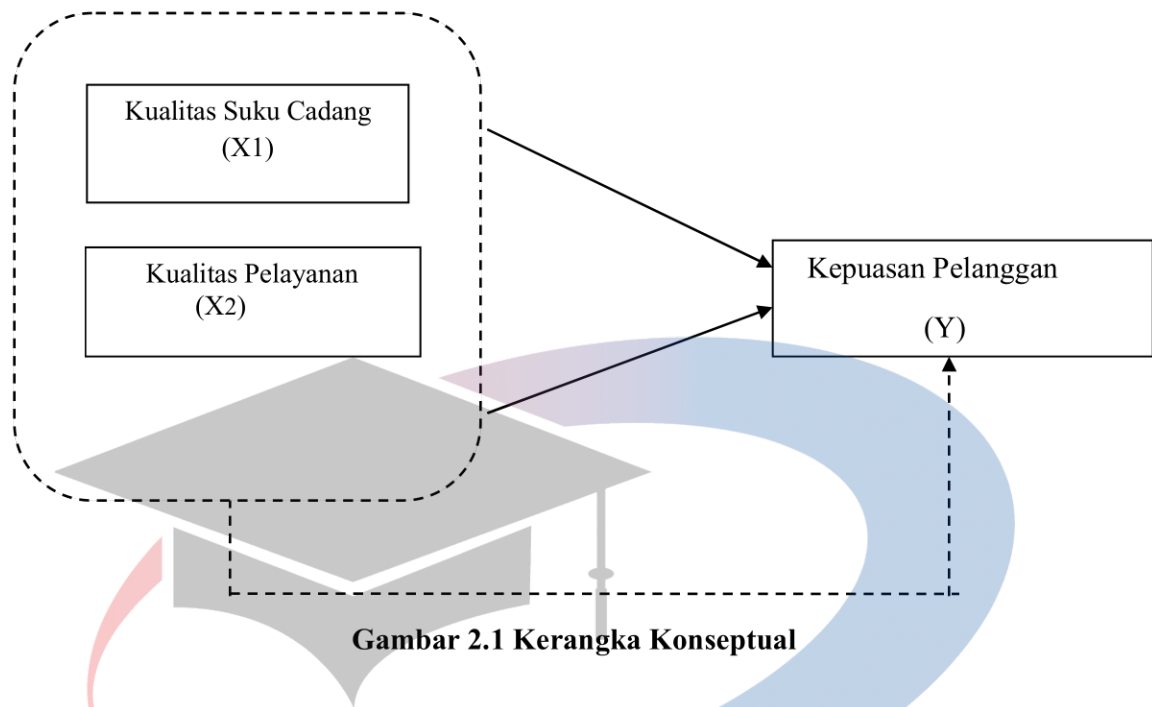 Kualitas Suku Cadang
(X1)
Kualitas Pelayanan
(X2)
Kepuasan Pelanggan
(Y)
Gambar 2.1 Kerangka Konseptual